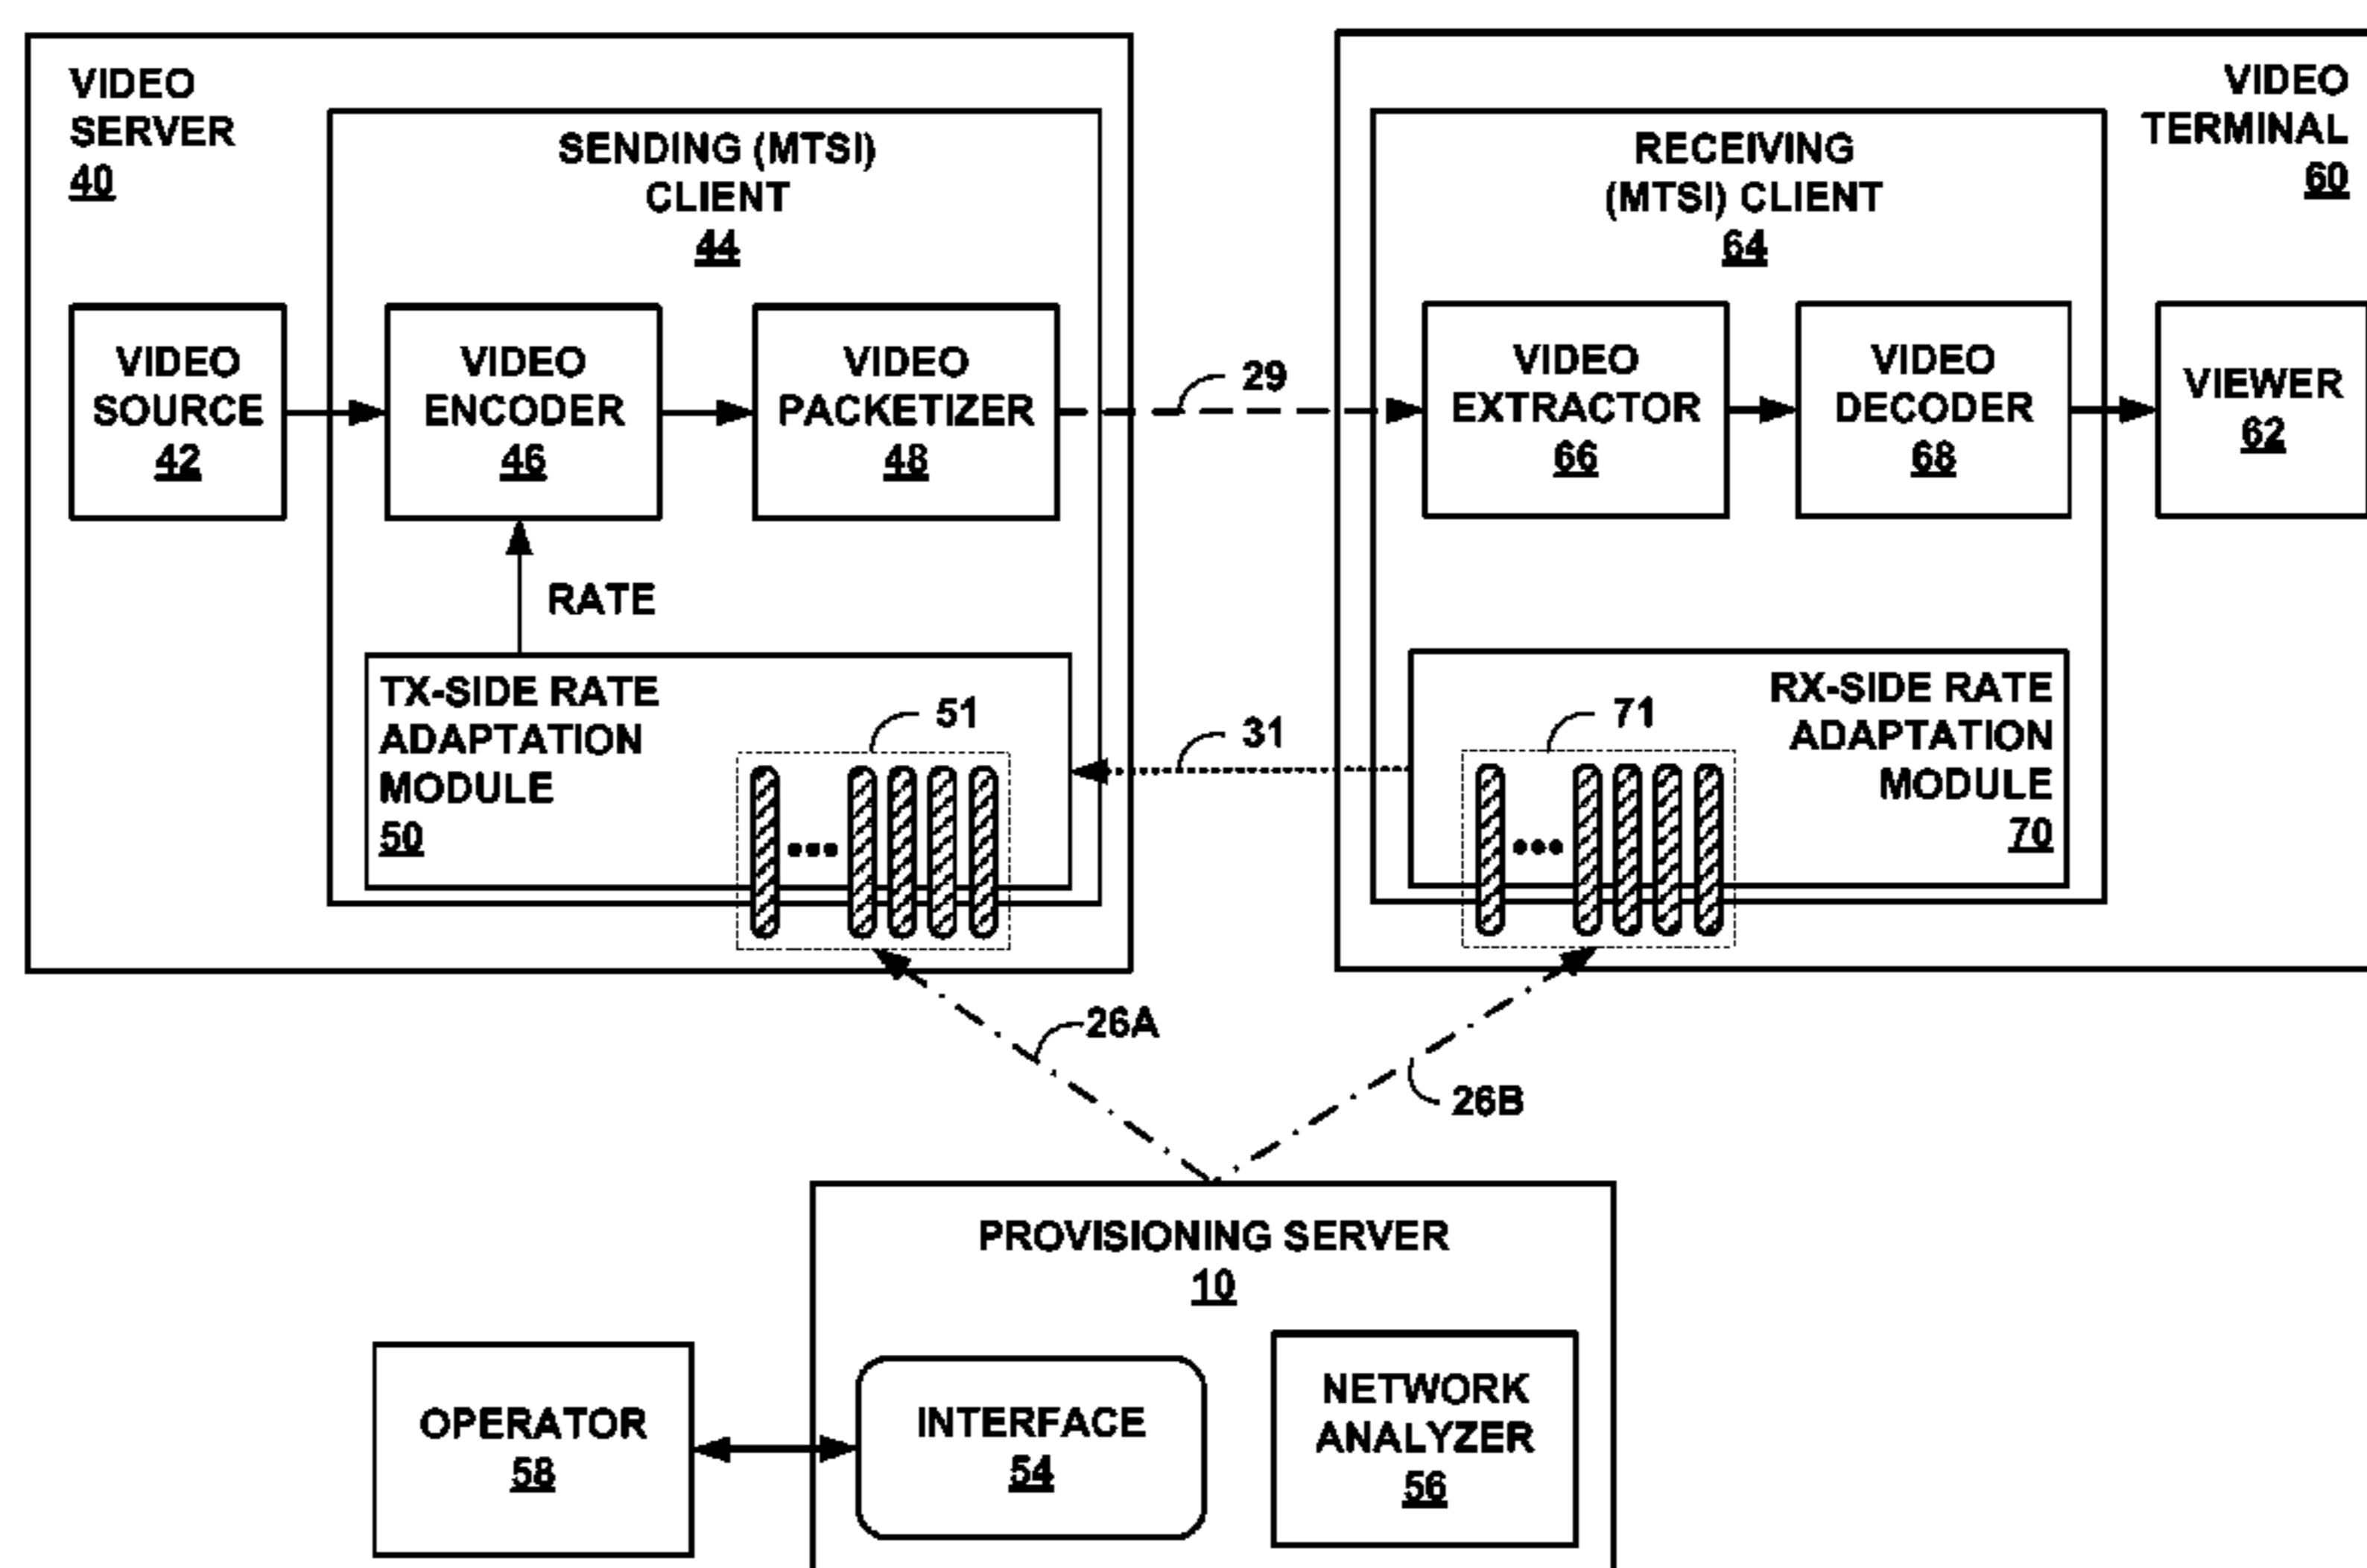 VIDEO
SERVER
40
SENDING (MTSI)
CLIENT
44
VIDEO
SOURCE
42
VIDEO
ENCODER
46
VIDEO
PACKETIZER
48
RATE
TX-SIDE RATE
ADAPTATION
MODULE
50
51
29
31
VIDEO
TERMINAL
60
RECEIVING
(MTSI) CLIENT
64
VIDEO
EXTRACTOR
66
VIDEO
DECODER
68
VIEWER
62
71
RX-SIDE RATE
ADAPTATION
MODULE
70
26A
26B
PROVISIONING SERVER
10
OPERATOR
58
INTERFACE
54
NETWORK
ANALYZER
56